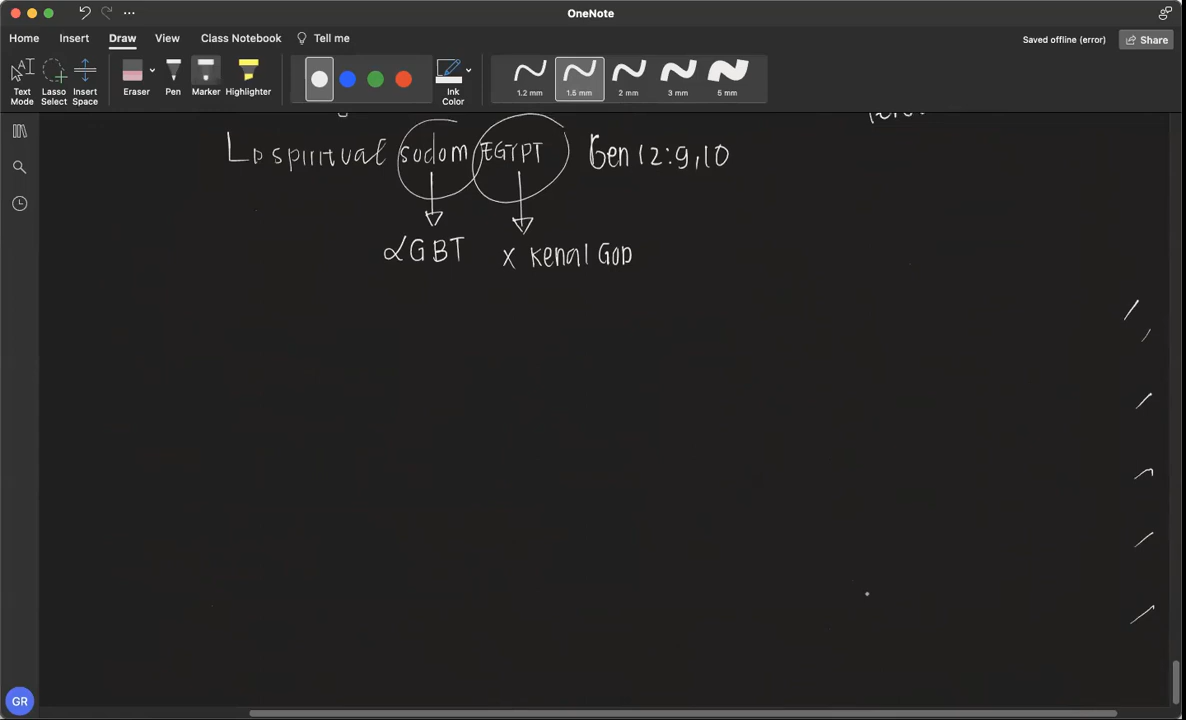 OneNote
Home Insert Draw View Class Notebook Tell me
Saved offline (error) Share
Text Mode
Lasso Select
Insert Space
Eraser
Pen
Marker
Highlighter
Ink Color
1.2 mm
1.5 mm
2 mm
3 mm
5 mm
spiritual sodom EGYPT Gen 12:9,10
LGBT x kenal GOD
GR